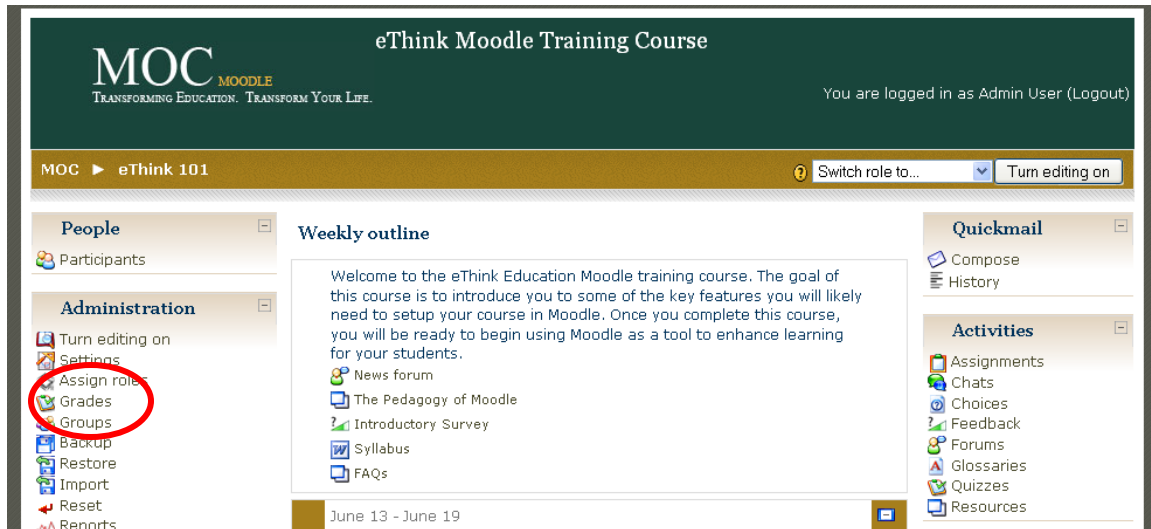 eThink Moodle Training Course
MOC MOODLE
TRANSFORMING EDUCATION. TRANSFORM YOUR LIFE.
You are logged in as Admin User (Logout)
MOC ► eThink 101
? Switch role to... Turn editing on
People
Participants
Administration
Turn editing on
Settings
Assign roles
Grades
Groups
Backup
Restore
Import
Reset
Reports
Weekly outline
Welcome to the eThink Education Moodle training course. The goal of
this course is to introduce you to some of the key features you will likely
need to setup your course in Moodle. Once you complete this course,
you will be ready to begin using Moodle as a tool to enhance learning
for your students.
News forum
The Pedagogy of Moodle
Introductory Survey
Syllabus
FAQs
June 13 - June 19
Quickmail
Compose
History
Activities
Assignments
Chats
Choices
Feedback
Forums
Glossaries
Quizzes
Resources